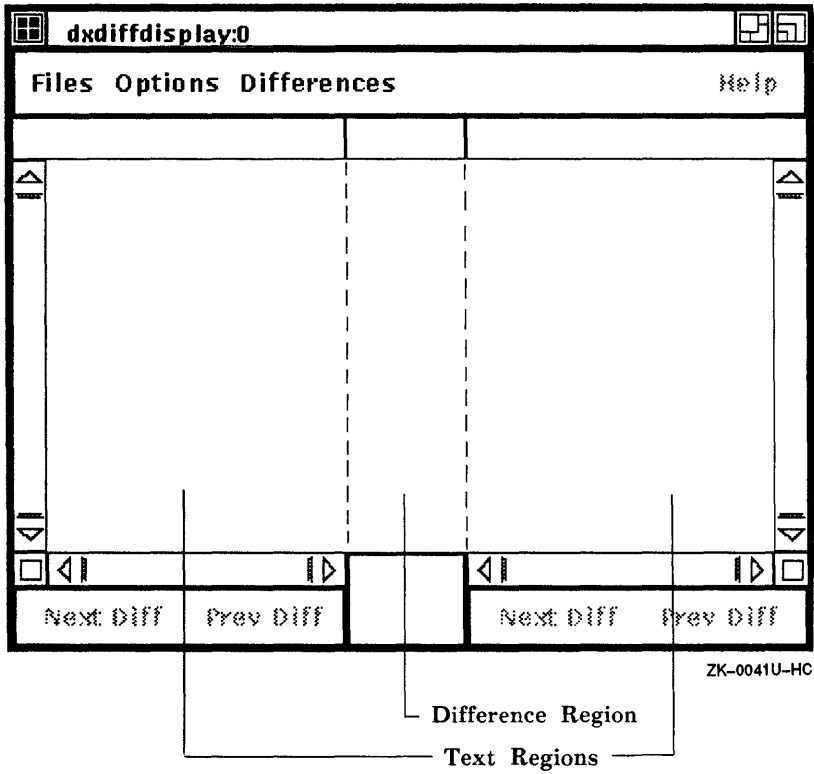 dxdiffdisplay:0
Files Options Differences Help
Next Diff Prev Diff Next Diff Prev Diff
ZK-0041U-HC
Difference Region
Text Regions